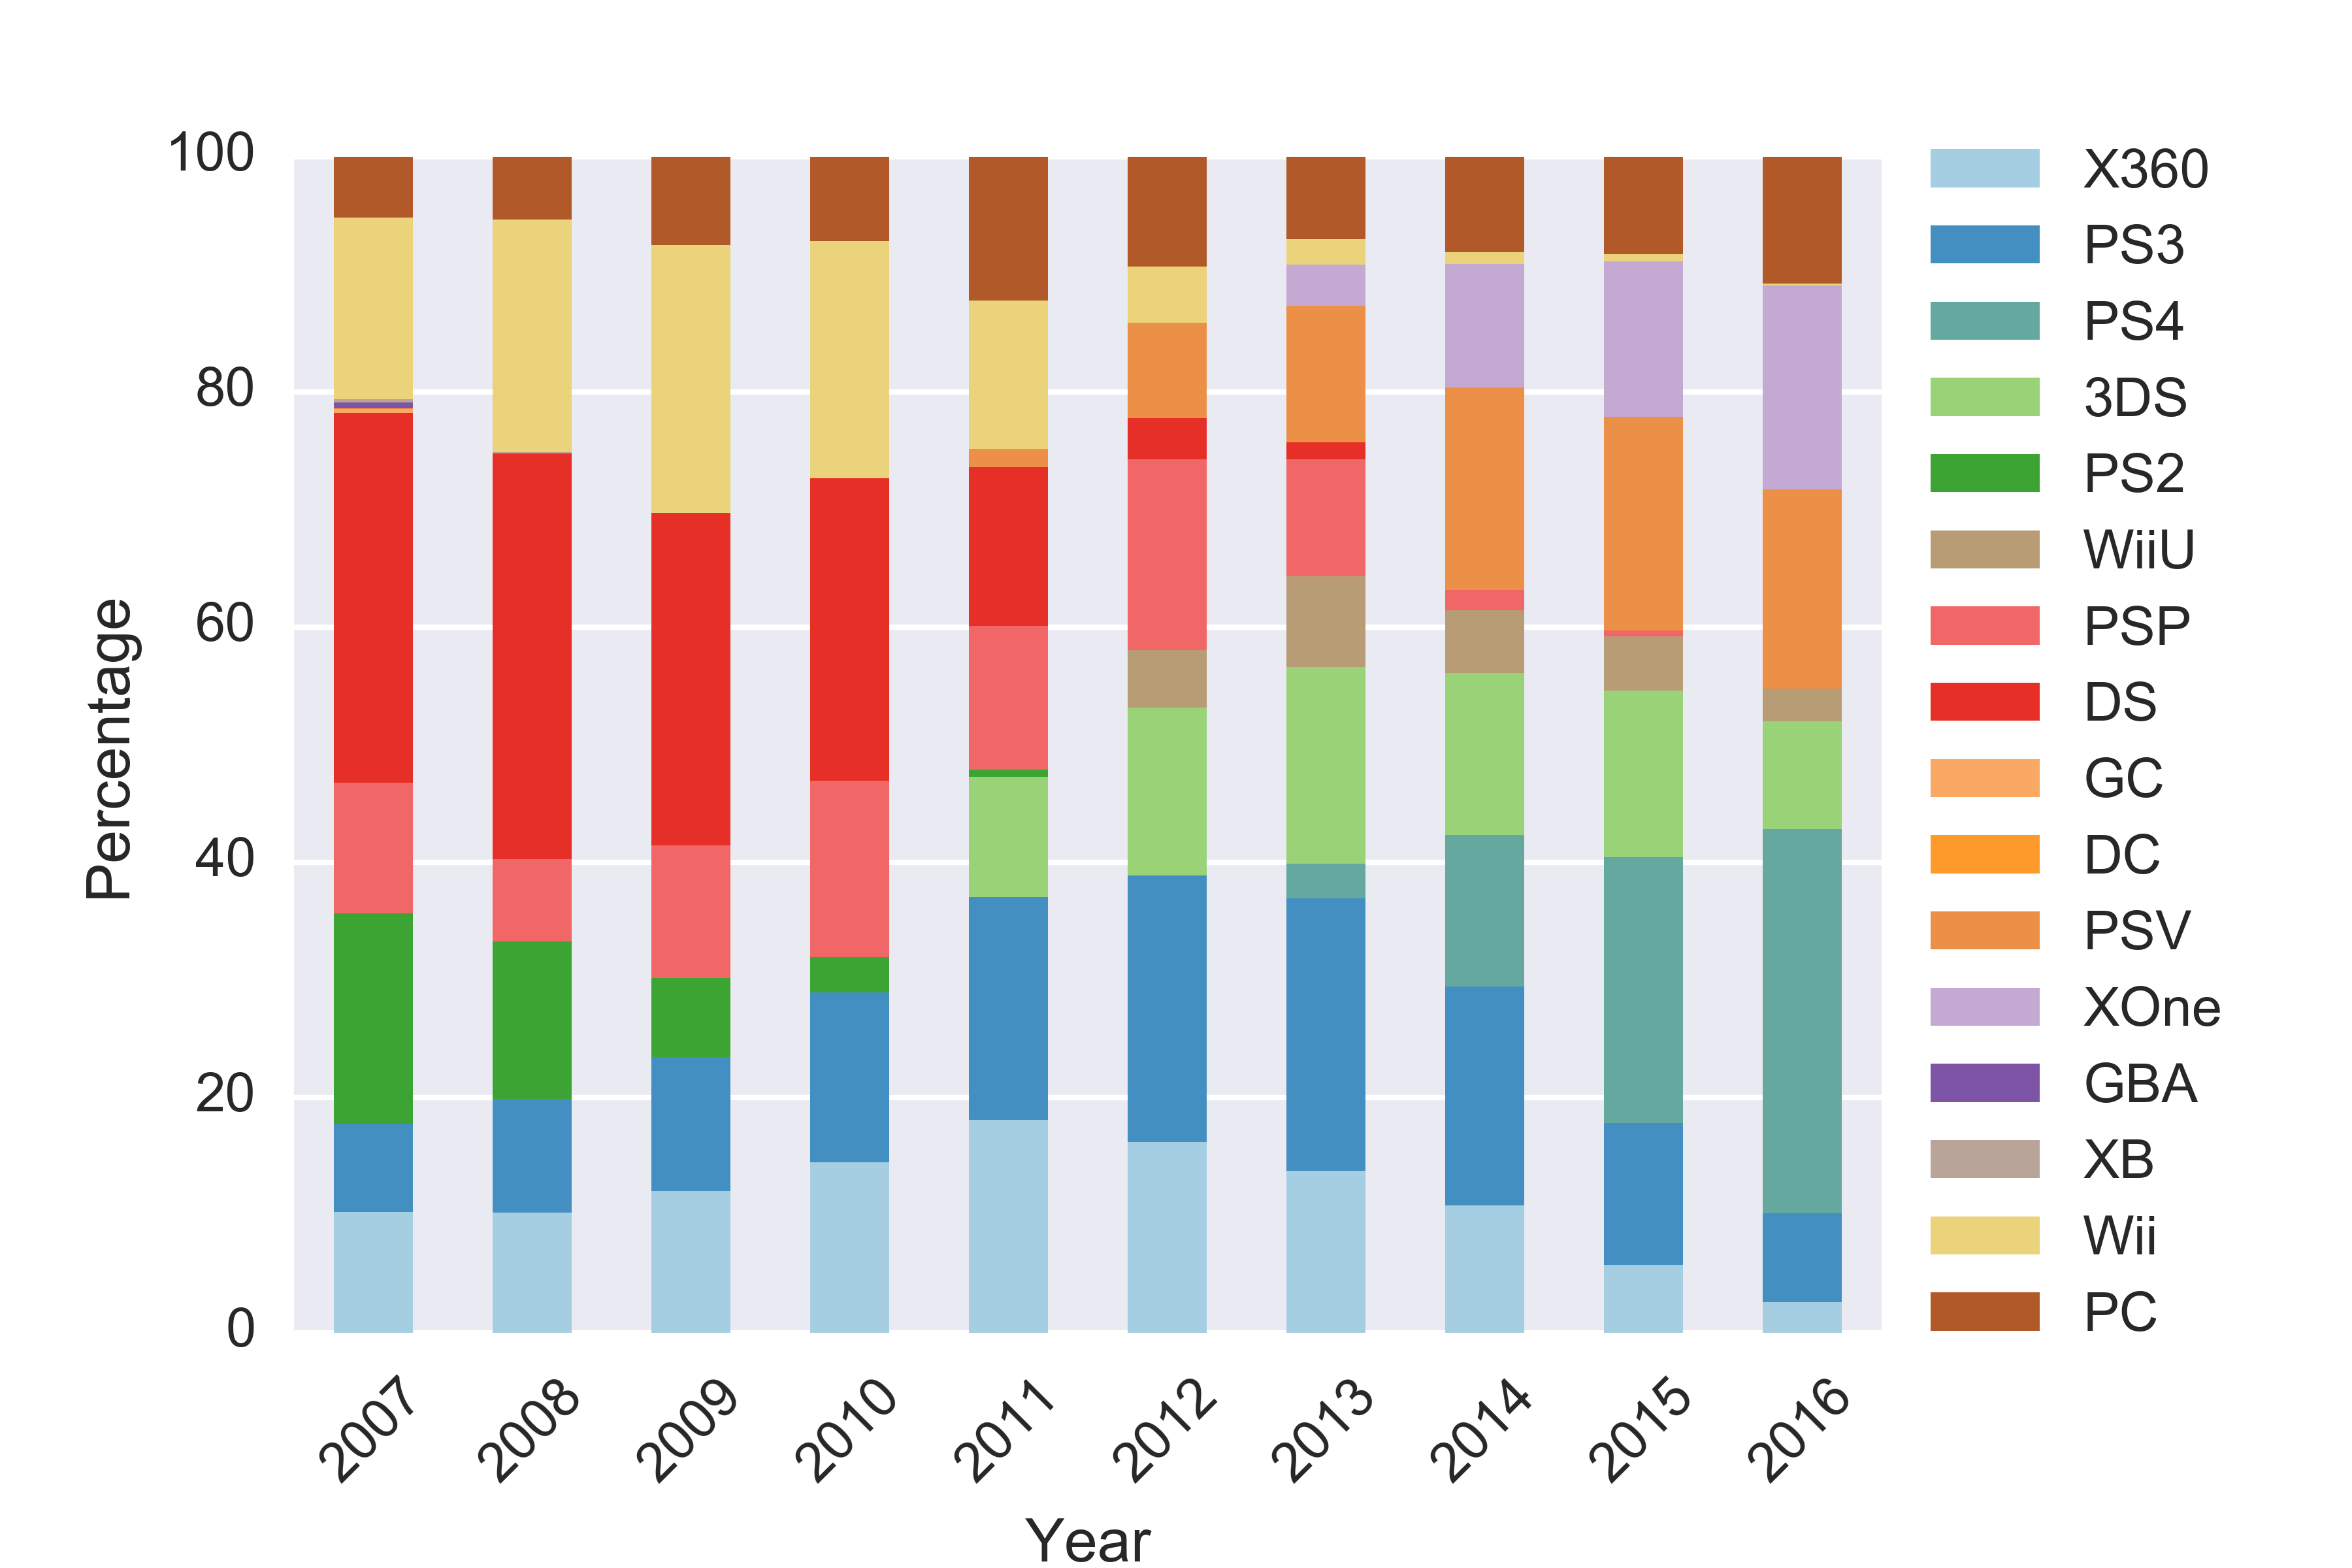 100
80
60
40
20
0
Percentage
2007
2008
2009
2010
2011
2012
2013
2014
2015
2016
Year
X360
PS3
PS4
3DS
PS2
WiiU
PSP
DS
GC
DC
PSV
XOne
GBA
XB
Wii
PC